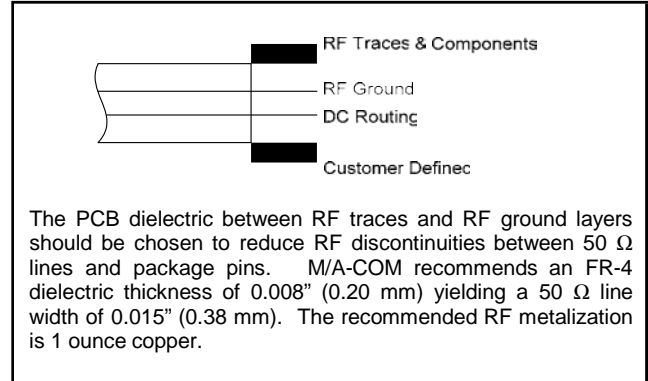 RF Traces & Components
RF Ground
DC Routing
Customer Defined
The PCB dielectric between RF traces and RF ground layers
should be chosen to reduce RF discontinuities between 50 Ω
lines and package pins. M/A-COM recommends an FR-4
dielectric thickness of 0.008” (0.20 mm) yielding a 50 Ω line
width of 0.015” (0.38 mm). The recommended RF metalization
is 1 ounce copper.